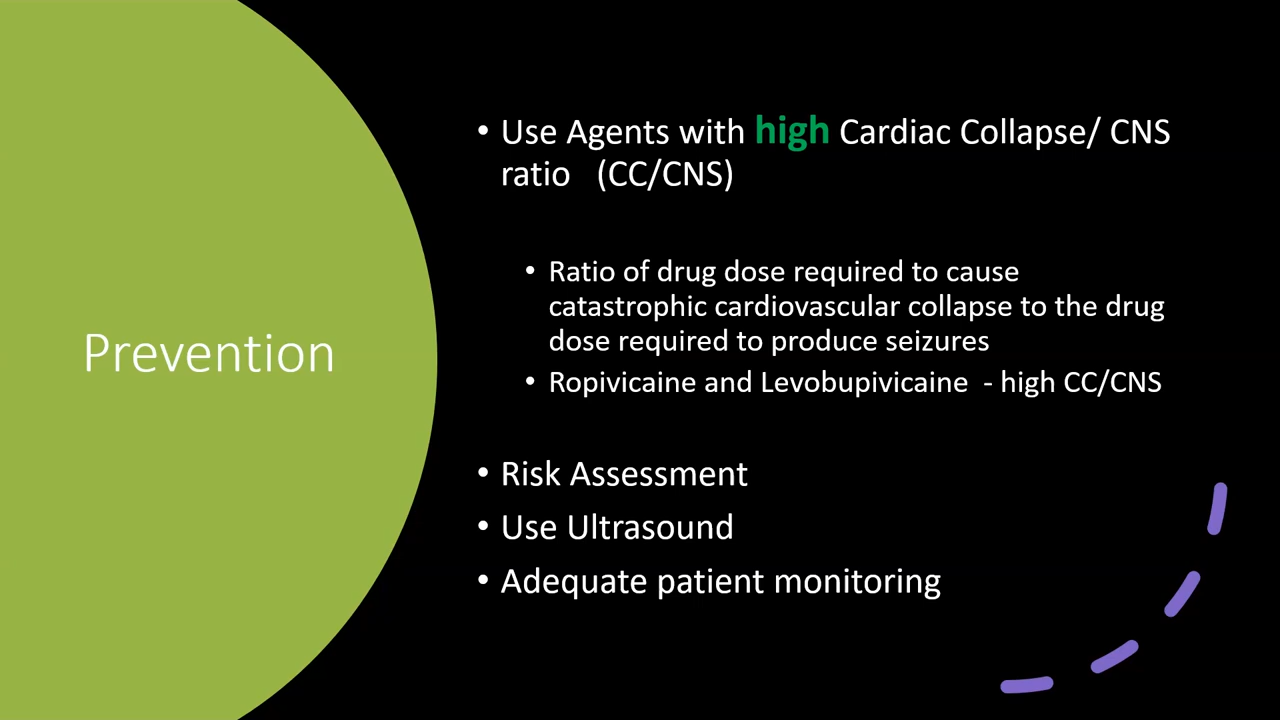 Prevention
• Use Agents with high Cardiac Collapse/ CNS
ratio (CC/CNS)
• Ratio of drug dose required to cause
catastrophic cardiovascular collapse to the drug
dose required to produce seizures
• Ropivicaine and Levobupivicaine - high CC/CNS
• Risk Assessment
• Use Ultrasound
• Adequate patient monitoring